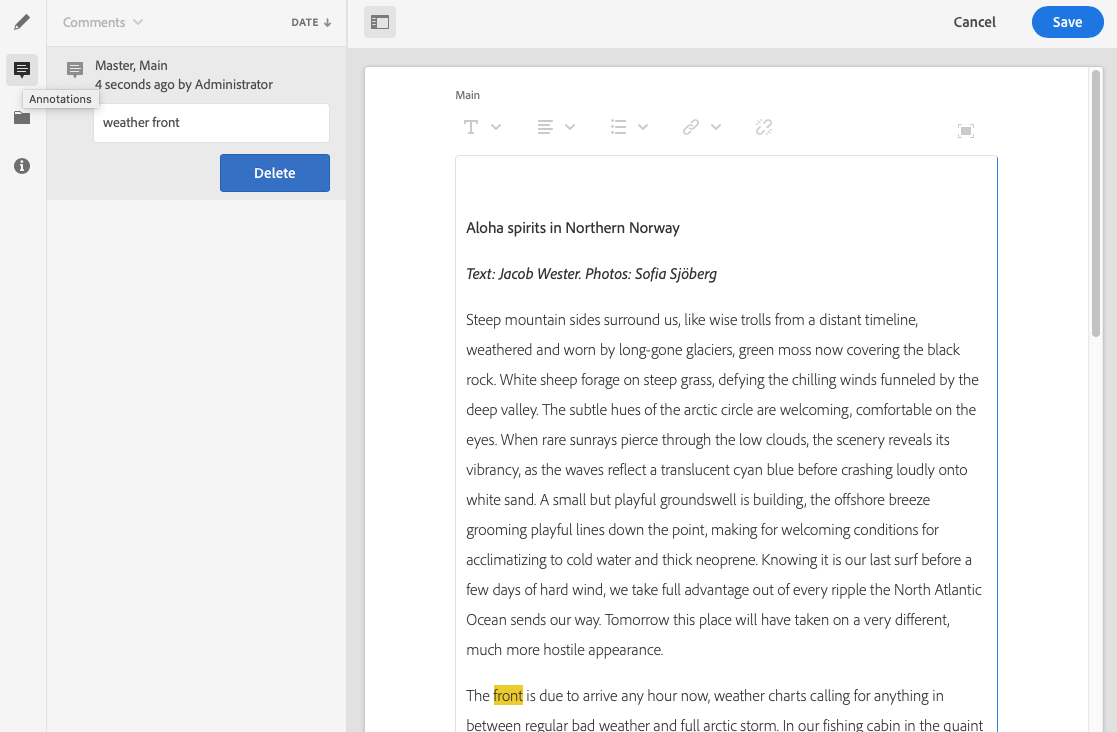 Comments
DATE
Cancel
Save
Master, Main
4 seconds ago by Administrator
Annotations
weather front
Delete
Main
Aloha spirits in Northern Norway
Text: Jacob Wester. Photos: Sofia Sjöberg
Steep mountain sides surround us, like wise trolls from a distant timeline,
weathered and worn by long-gone glaciers, green moss now covering the black
rock. White sheep forage on steep grass, defying the chilling winds funneled by the
deep valley. The subtle hues of the arctic circle are welcoming, comfortable on the
eyes. When rare sunrays pierce through the low clouds, the scenery reveals its
vibrancy, as the waves reflect a translucent cyan blue before crashing loudly onto
white sand. A small but playful groundswell is building, the offshore breeze
grooming playful lines down the point, making for welcoming conditions for
acclimatizing to cold water and thick neoprene. Knowing it is our last surf before a
few days of hard wind, we take full advantage out of every ripple the North Atlantic
Ocean sends our way. Tomorrow this place will have taken on a very different,
much more hostile appearance.
The front is due to arrive any hour now, weather charts calling for anything in
between regular bad weather and full arctic storm. In our fishing cabin in the quaint